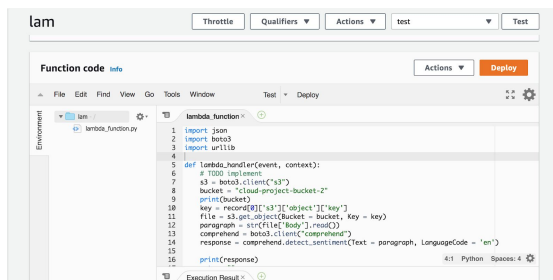 lam
Throttle Qualifiers Actions test Test
Function code Info
Actions Deploy
File Edit Find View Go Tools Window Test Deploy
Environment
lam /
lambda_function.py
lambda_function
1 import json
2 import boto3
3 import urllib
4
5 def lambda_handler(event, context):
6 # TODO implement
7 s3 = boto3.client("s3")
8 bucket = "cloud-project-bucket-2"
9 print(bucket)
10 key = record[0]['s3']['object']['key']
11 file = s3.get_object(Bucket = bucket, Key = key)
12 paragraph = str(file['Body'].read())
13 comprehend = boto3.client("comprehend")
14 response = comprehend.detect_sentiment(Text = paragraph, LanguageCode = 'en')
15
16 print(response)
4:1 Python Spaces: 4
Execution Result